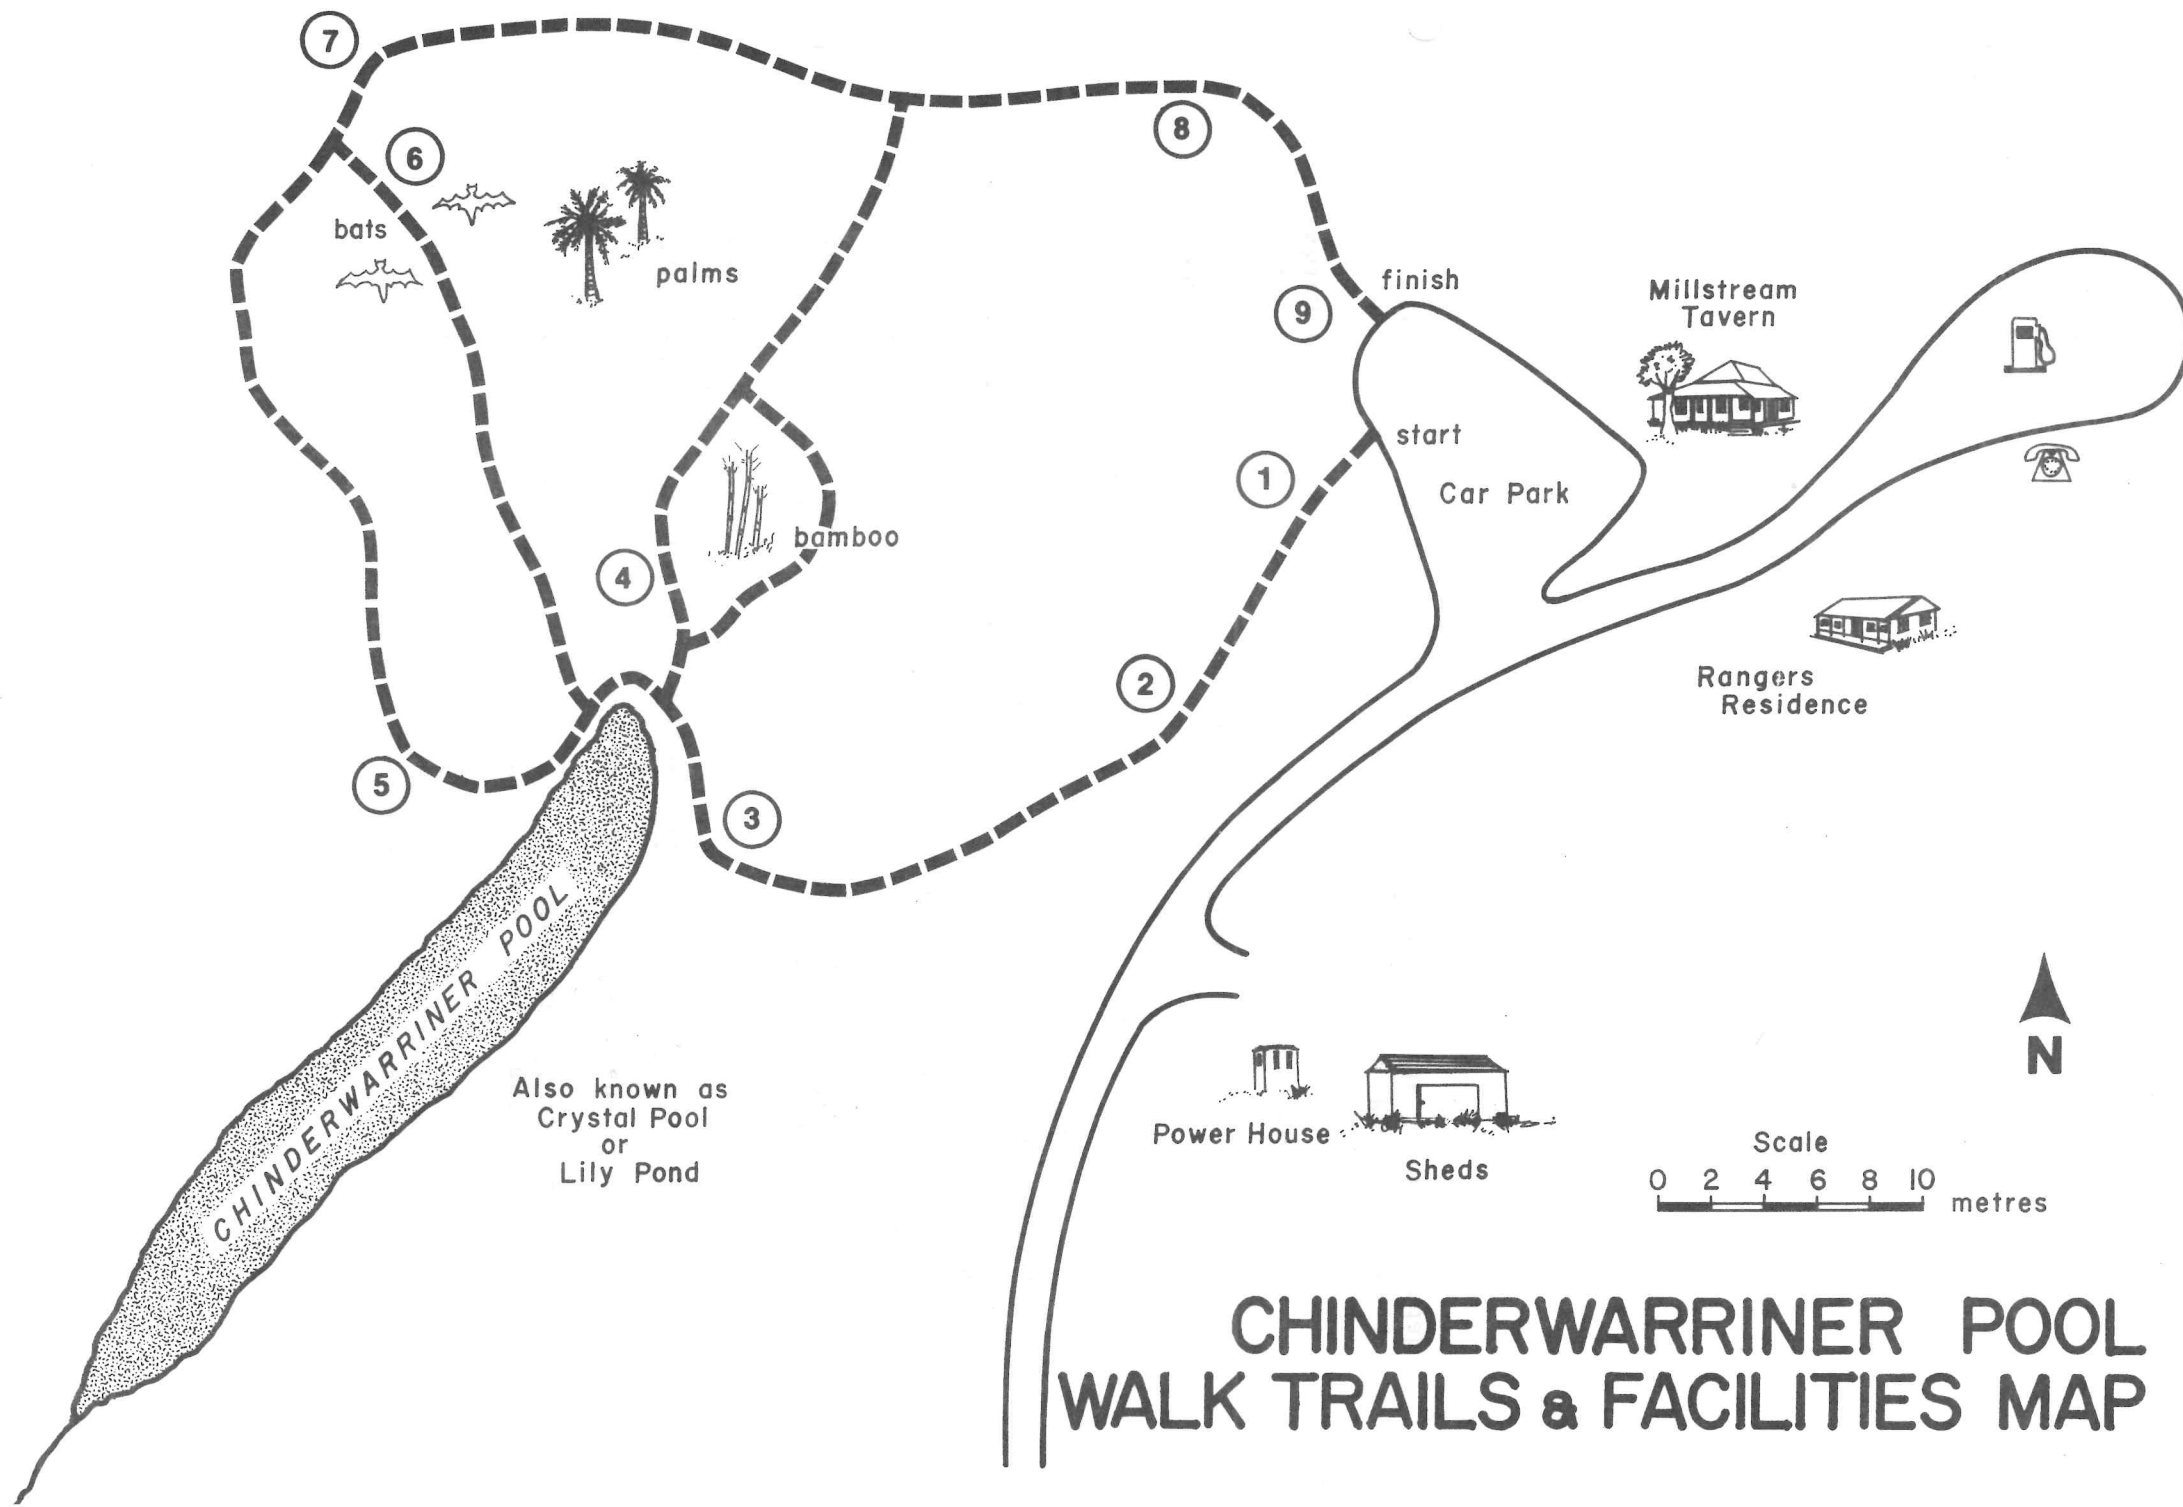 7
6
bats
palms
8
finish
9
Millstream
Tavern
start
1
Car Park
bamboo
4
2
Rangers
Residence
5
3
CHINDERWARRINER POOL
Also known as
Crystal Pool
or
Lily Pond
N
Power House
Sheds
Scale
0 2 4 6 8 10
metres
CHINDERWARRINER POOL
WALK TRAILS & FACILITIES MAP